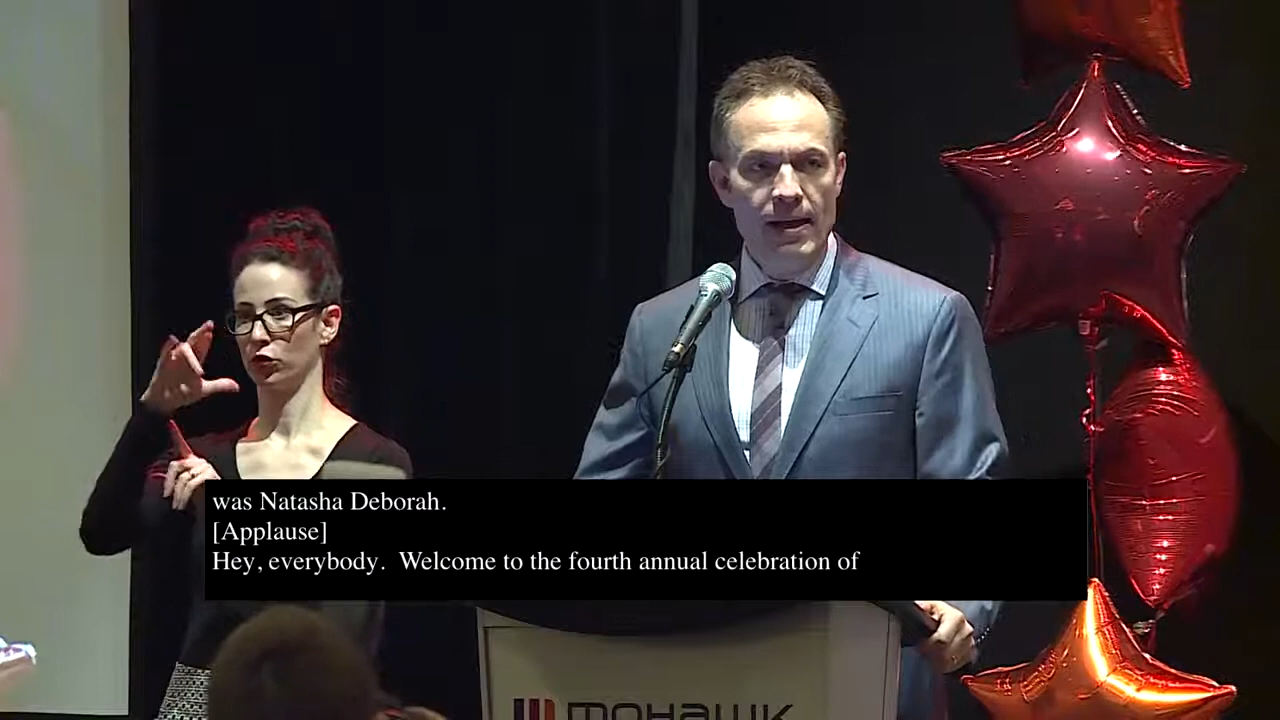 was Natasha Deborah.
[Applause]
Hey, everybody.  Welcome to the fourth annual celebration of
mohawk